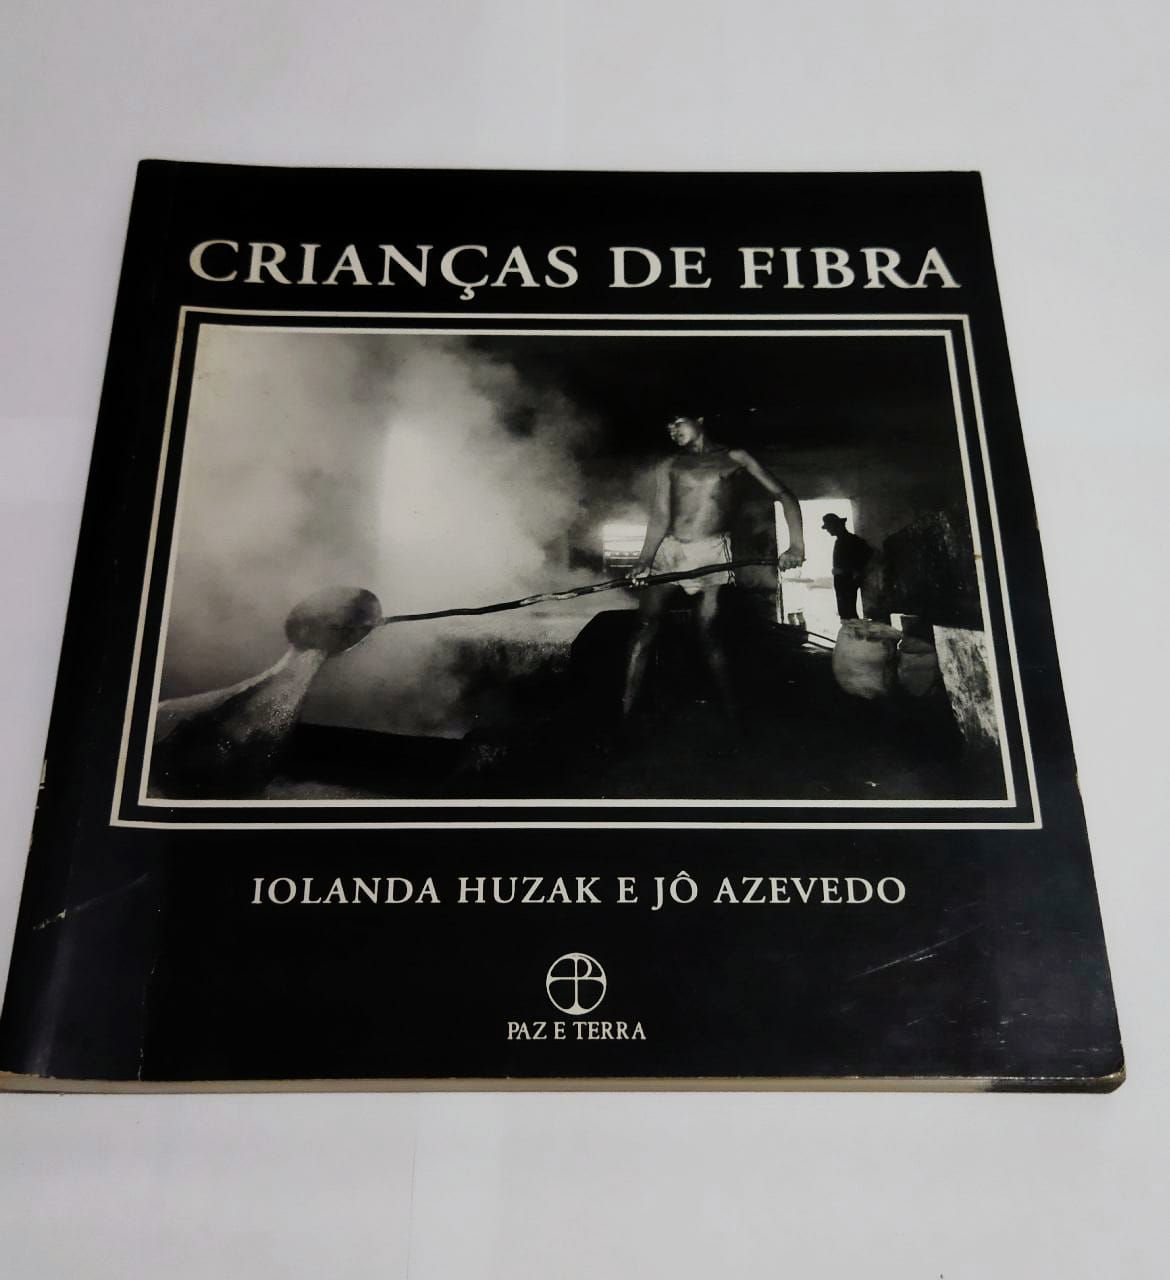 CRIANÇAS DE FIBRA
IOLANDA HUZAK E JÔ AZEVEDO
PAZ E TERRA